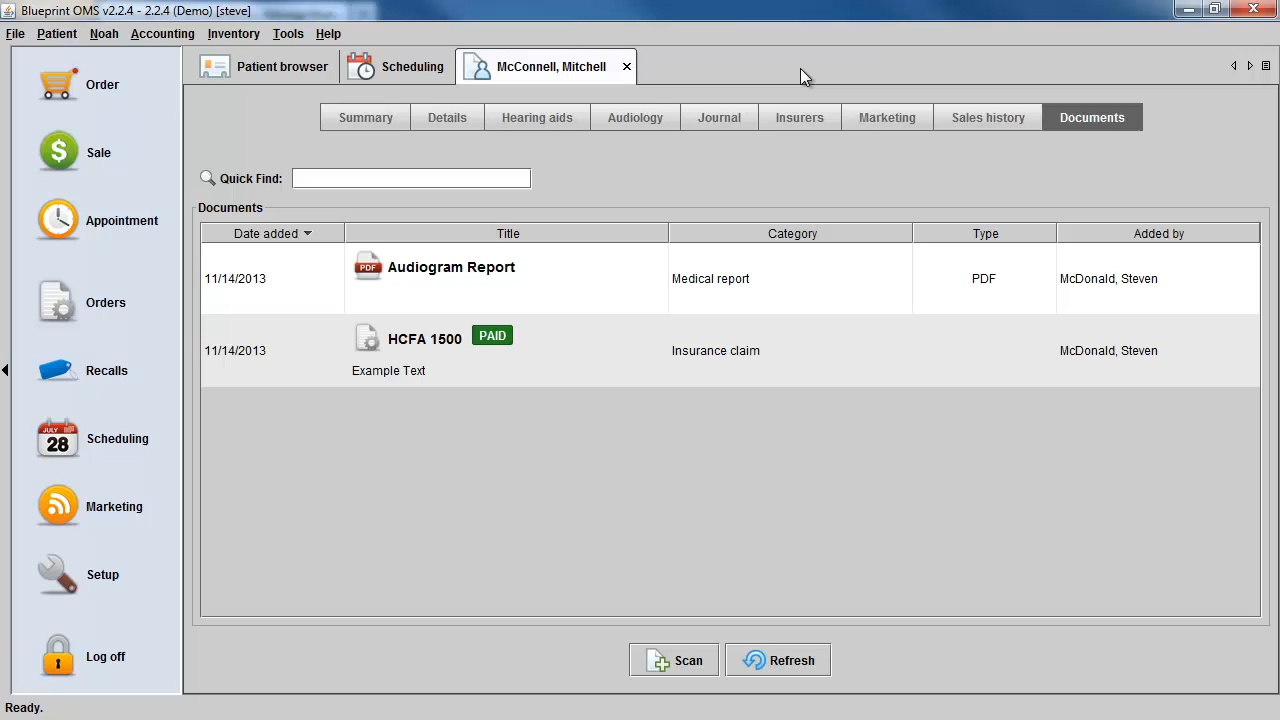 Blueprint OMS v2.2.4 - 2.2.4 (Demo) [steve]
File Patient Noah Accounting Inventory Tools Help
Patient browser Scheduling McConnell, Mitchell
Summary Details Hearing aids Audiology Journal Insurers Marketing Sales history Documents
Order
Sale
Appointment
Orders
Recalls
JULY
28
Scheduling
Marketing
Setup
Log off
Quick Find:
Documents
Date added Title Category Type Added by
11/14/2013 PDF Audiogram Report Medical report PDF McDonald, Steven
11/14/2013 HCFA 1500 PAID Insurance claim McDonald, Steven
Example Text
Scan Refresh
Ready.